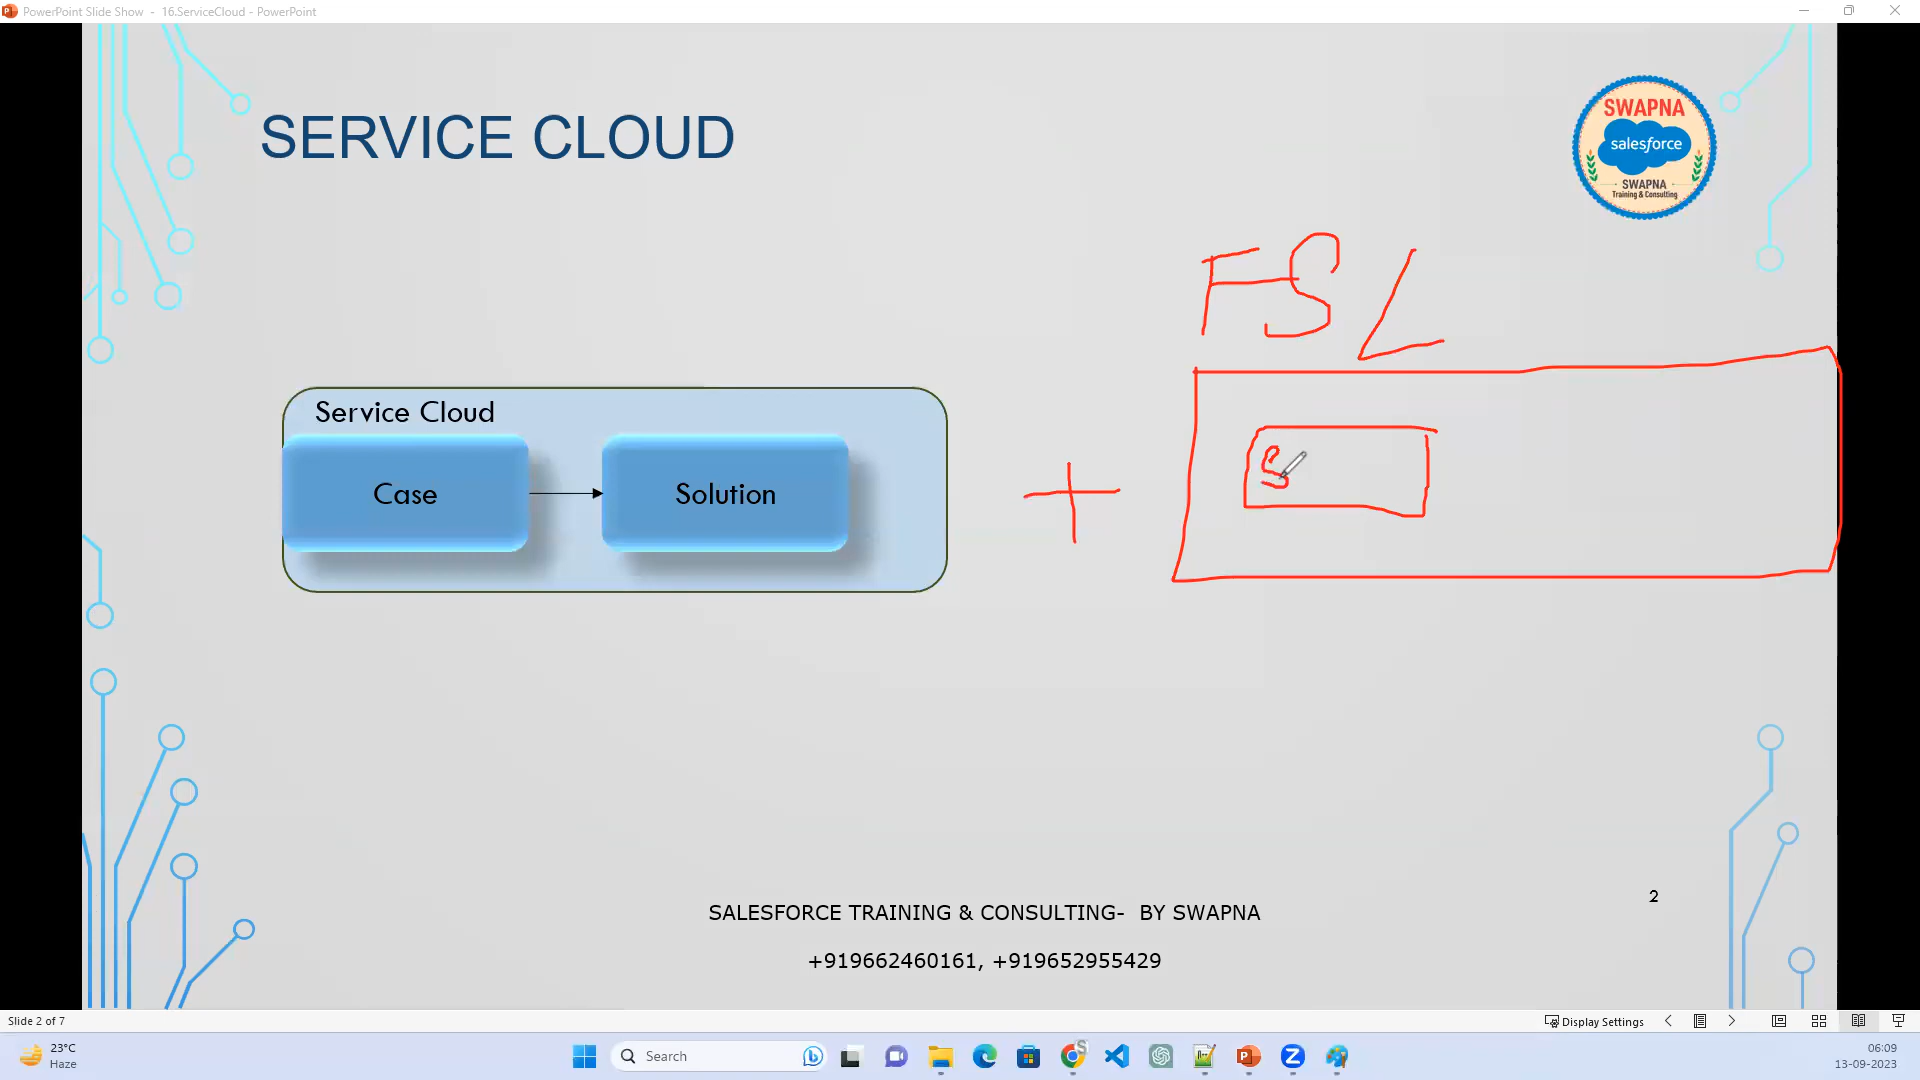 PowerPoint Slide Show - 16.ServiceCloud - PowerPoint
SERVICE CLOUD
SWAPNA
salesforce
SWAPNA
Training & Consulting
FSL
Service Cloud
Case
Solution
+
S
SALESFORCE TRAINING & CONSULTING- BY SWAPNA
+919662460161, +919652955429
2
Slide 2 of 7
Display Settings
23°C
Haze
Search
06:09
13-09-2023